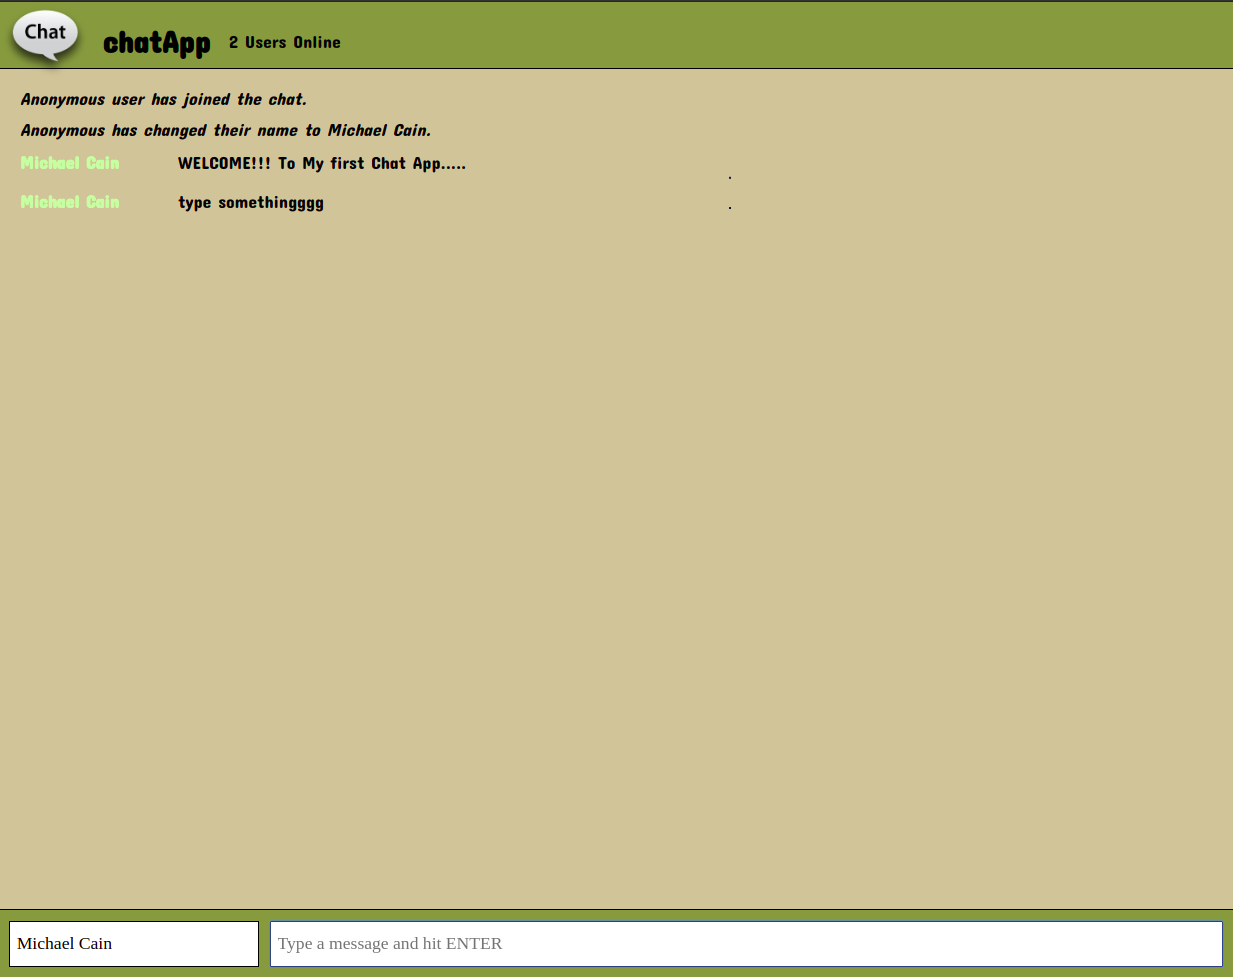 Chat
chatApp 2 Users Online
Anonymous user has joined the chat.
Anonymous has changed their name to Michael Cain.
Michael Cain WELCOME!!! To My first Chat App.....
.
Michael Cain type somethingggg
.
Michael Cain Type a message and hit ENTER